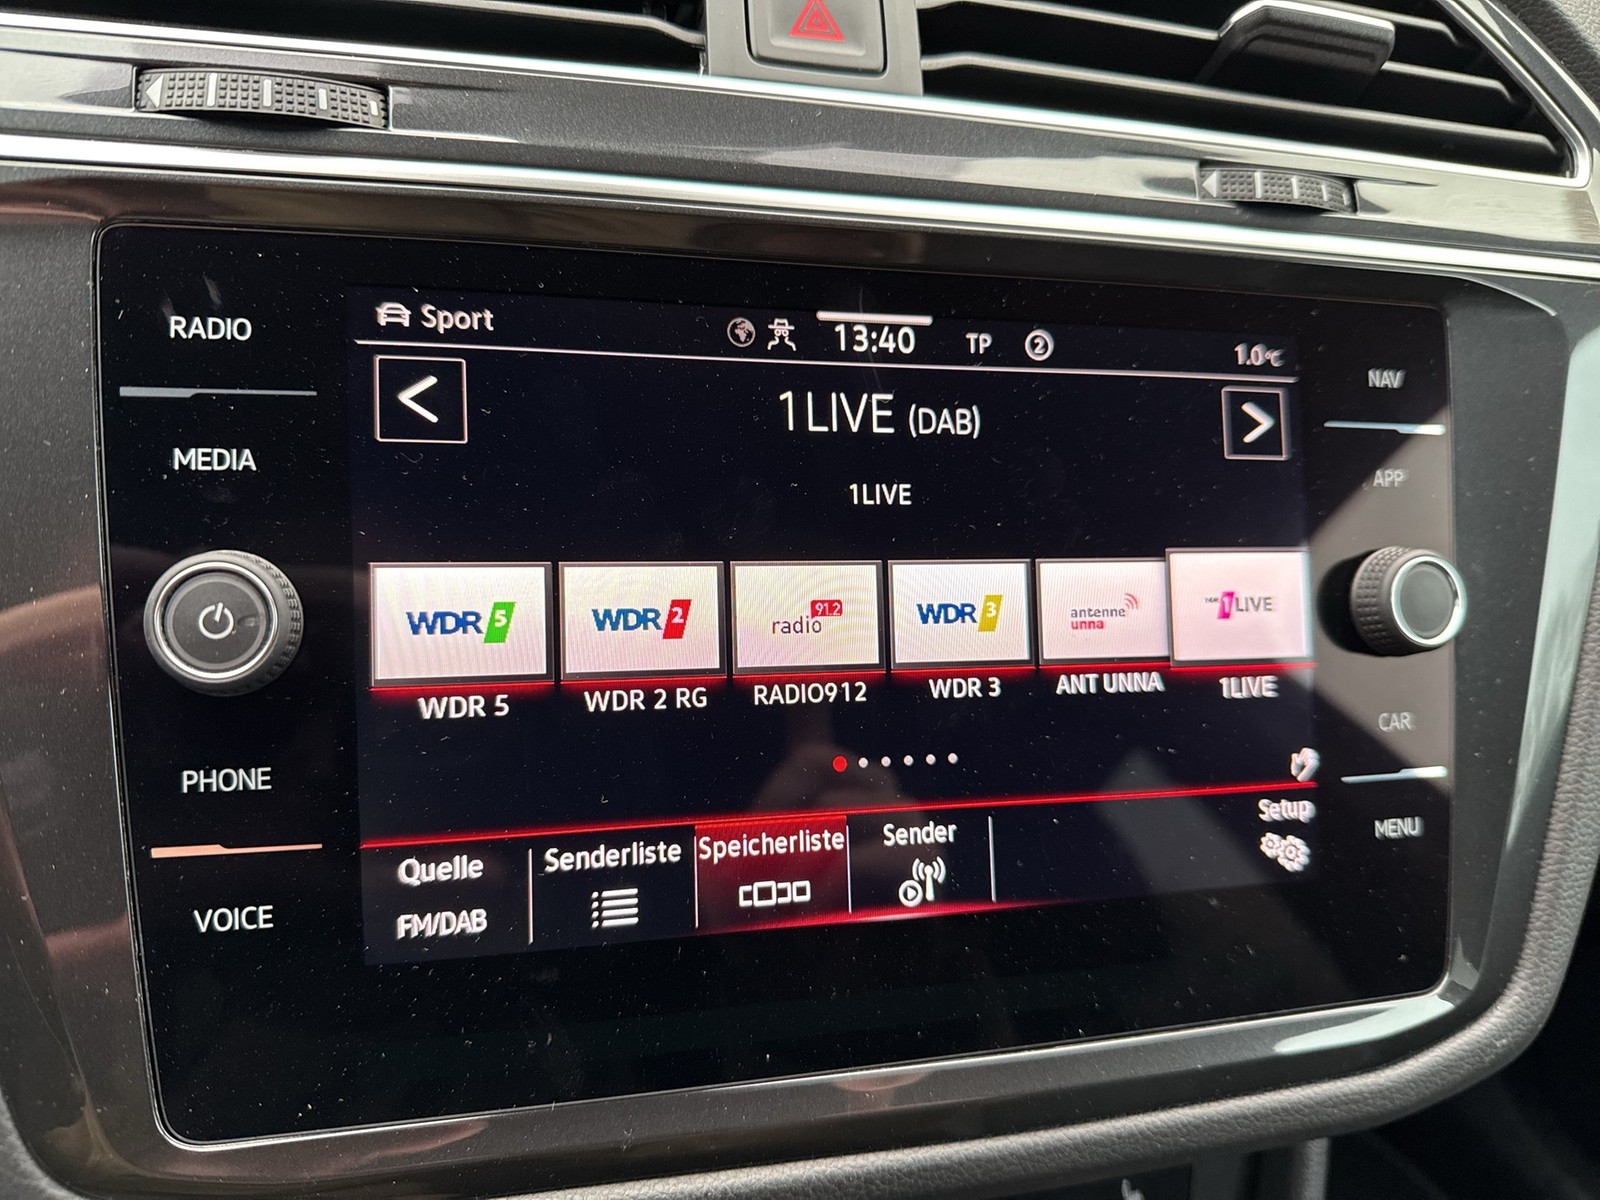 RADIO
MEDIA
PHONE
VOICE
Sport
13:40
TP
2
1.0°C
<
1LIVE (DAB)
>
1LIVE
WDR 5
WDR 2
radio 91.2
WDR 3
antenne
unna
WDR 1LIVE
WDR 5
WDR 2 RG
RADIO912
WDR 3
ANT UNNA
1LIVE
Quelle
FM/DAB
Senderliste
Speicherliste
Sender
Setup
NAV
APP
CAR
MENU